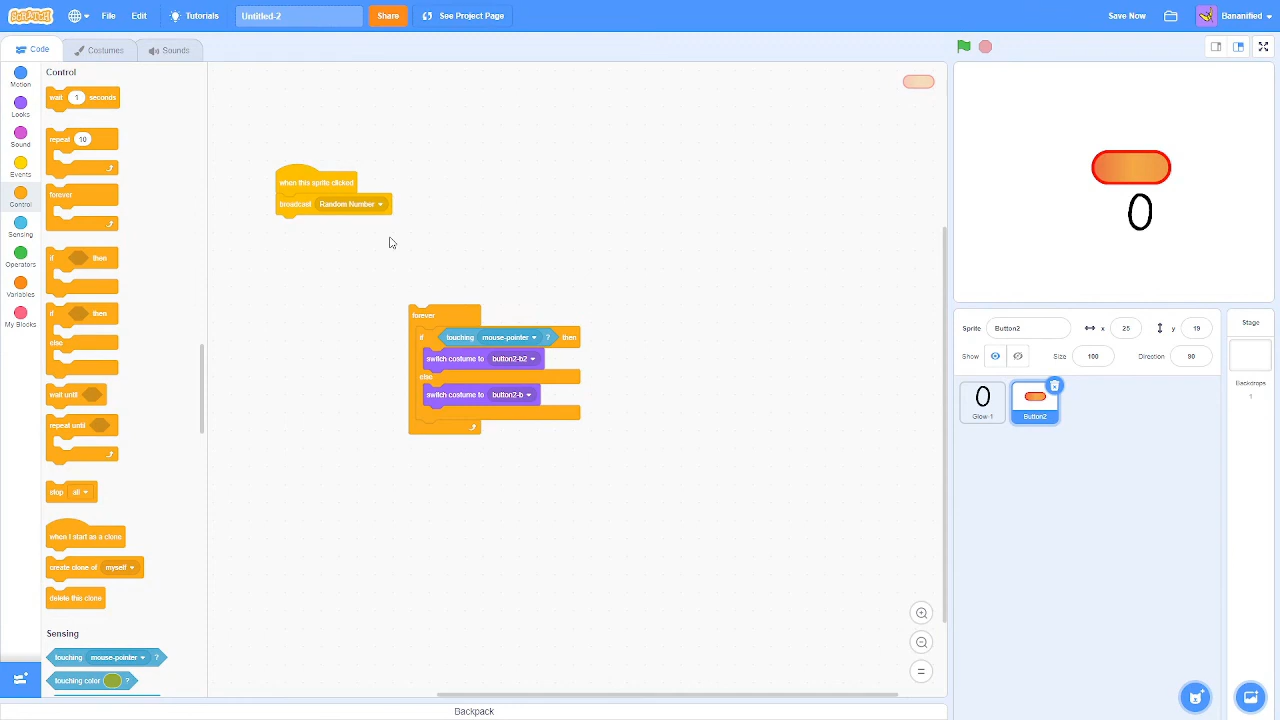 SCRATCH File Edit Tutorials Untitled-2 Share See Project Page Save Now Bananified
Code Costumes Sounds
Motion
Looks
Sound
Events
Control
Sensing
Operators
Variables
My Blocks
Control
wait 1 seconds
repeat 10
forever
if then
if then
else
wait until
repeat until
stop all
when I start as a clone
create clone of myself
delete this clone
Sensing
touching mouse-pointer ?
touching color ?
when this sprite clicked
broadcast Random Number
forever
if touching mouse-pointer ? then
switch costume to button2-b2
else
switch costume to button2-b
0
Sprite Button2 x 25 y 19
Show Size 100 Direction 90
0
Glow-1
Button2
Stage
Backdrops
1
Backpack